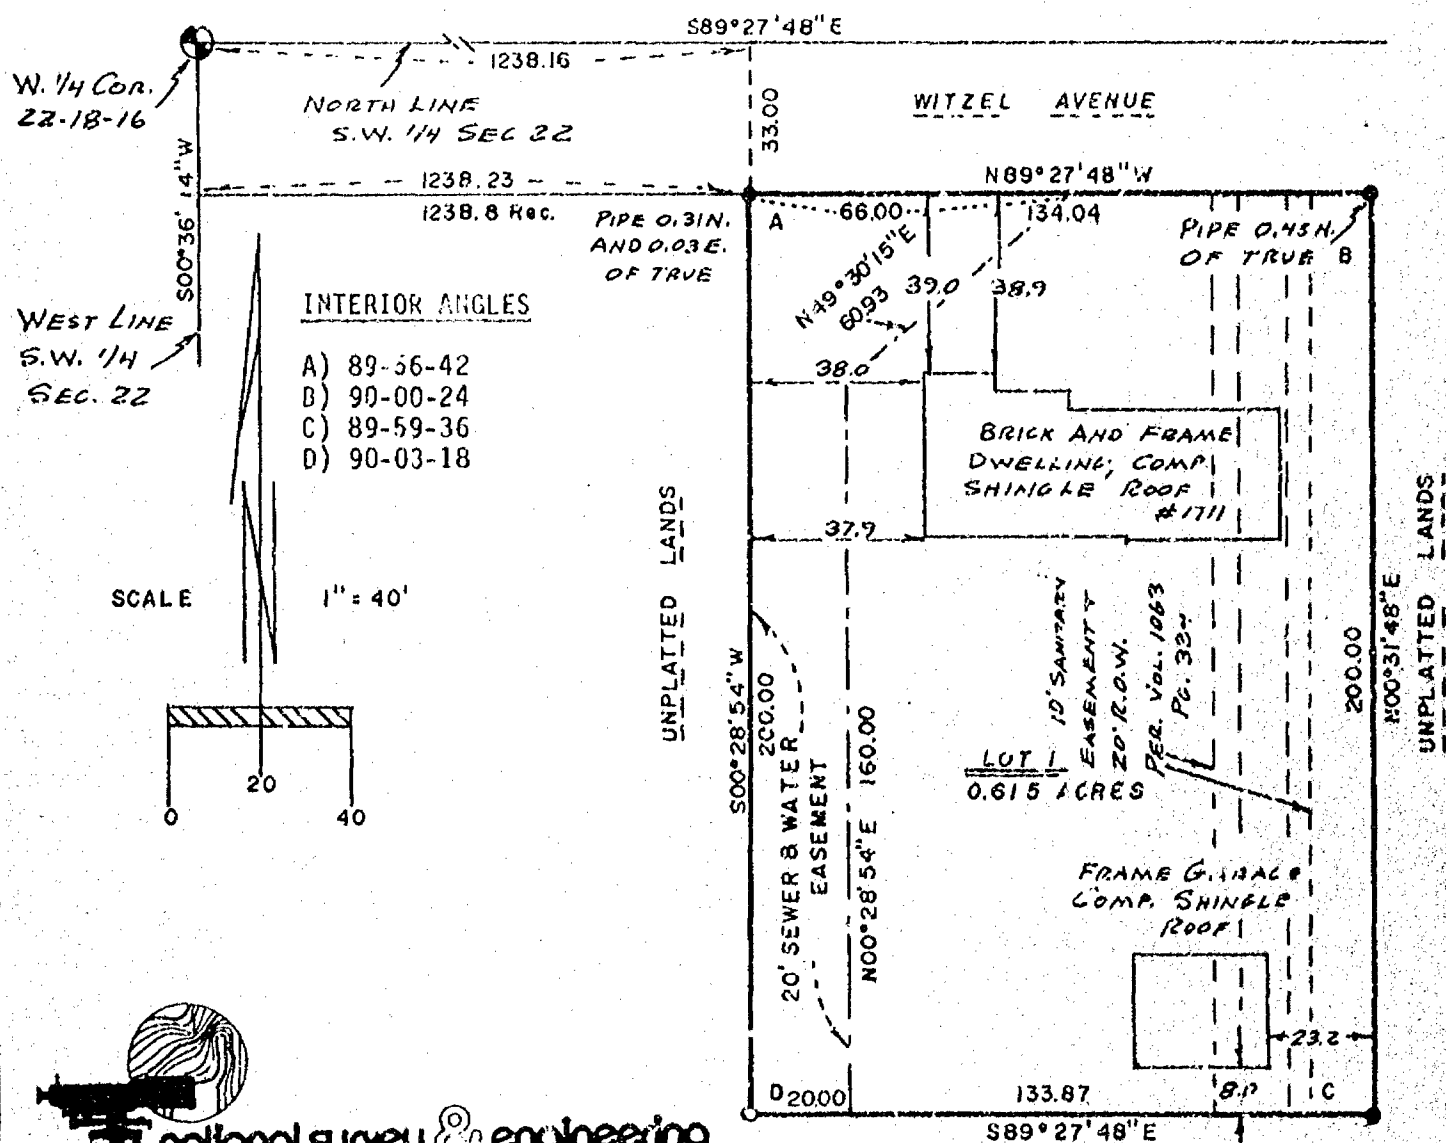 S89°27'48"E
1238.16
W. 1/4 COR.
22-18-16
NORTH LINE
S.W. 1/4 SEC 22
33.00
WITZEL AVENUE
S00°36' 14"W
1238.23
1238.8 Rec.
N89°27'48"W
PIPE 0.31N.
AND 0.03E.
OF TRUE
A
66.00
134.04
PIPE 0.43N.
OF TRUE B
N49°30'15"E
60.93
39.0
38.9
WEST LINE
S.W. 1/4
SEC. 22
INTERIOR ANGLES
A) 89-56-42
B) 90-00-24
C) 89-59-36
D) 90-03-18
38.0
BRICK AND FRAME
DWELLING, COMP.
SHINGLE ROOF
#1711
37.9
SCALE 1" = 40'
UNPLATTED LANDS
S00°28'54"W
200.00
20' SEWER & WATER
EASEMENT
N00°28'54"E 160.00
10' SANITARY
EASEMENT &
20' R.O.W.
PER. VOL. 1063
PG.
LOT 1
0.615 ACRES
200.00
N00°31'48"E
UNPLATTED LANDS
20
0 40
FRAME GARAGE
COMP. SHINGLE
ROOF
23.2
D 20.00
133.87
C
S89°27'48"E
national survey & engineering